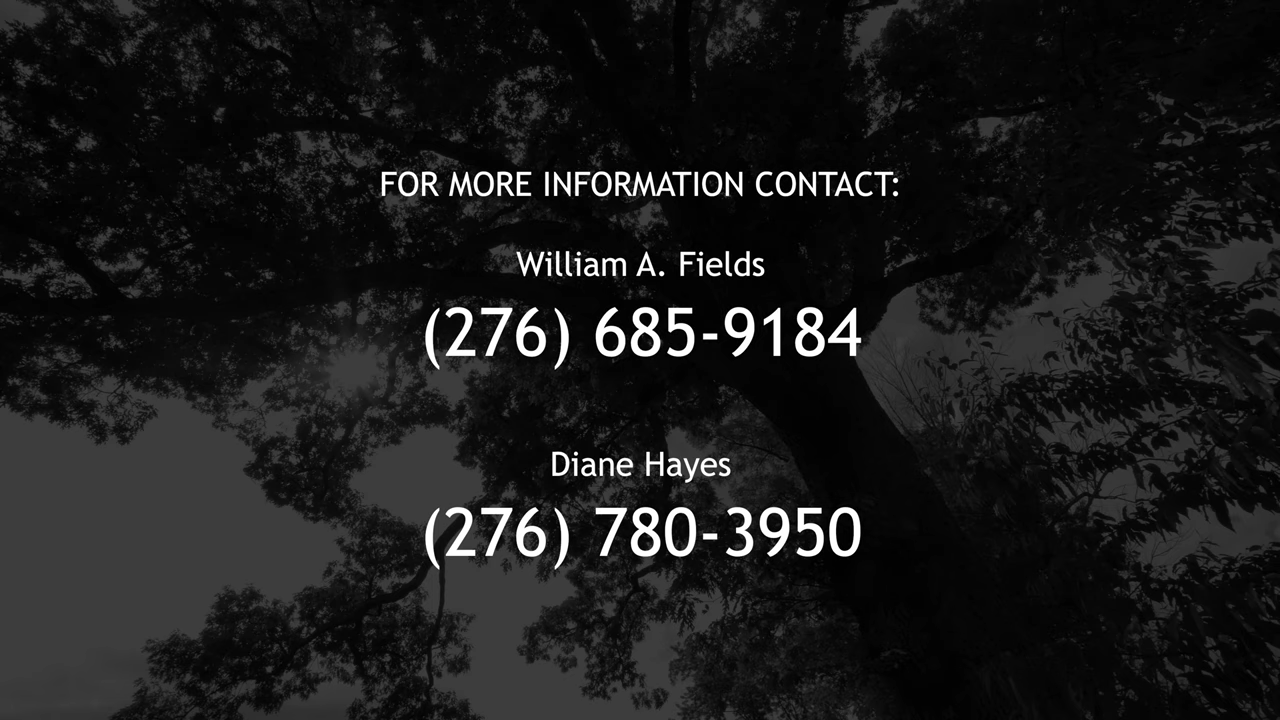 FOR MORE INFORMATION CONTACT:
William A. Fields
(276) 685-9184
Diane Hayes
(276) 780-3950